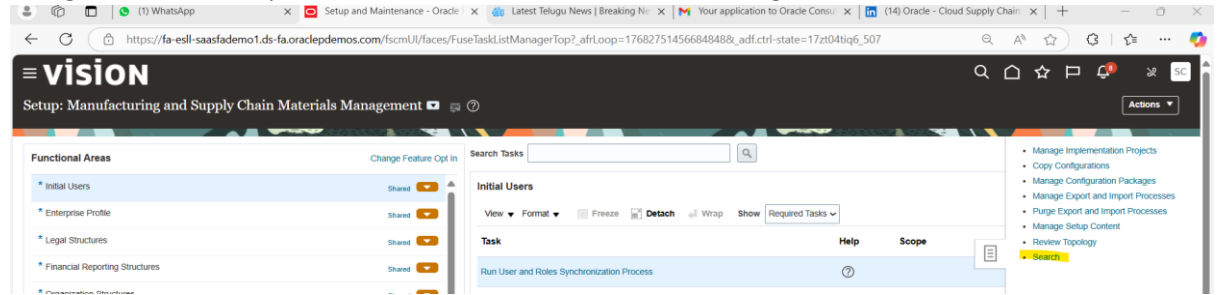 (1) WhatsApp
Setup and Maintenance - Oracle
Latest Telugu News | Breaking Ne
Your application to Oracle Consul
(14) Oracle - Cloud Supply Chain
https://fa-esll-saasfademo1.ds-fa.oraclepdemos.com/fscmUI/faces/FuseTaskListManagerTop?_afrLoop=17682751456684848&_adf.ctrl-state=17zt04tiq6_507
VISION
SC
Setup: Manufacturing and Supply Chain Materials Management
Actions
Functional Areas
Change Feature Opt In
* Initial Users Shared
* Enterprise Profile Shared
* Legal Structures Shared
* Financial Reporting Structures Shared
* Organization Structures
Search Tasks
Initial Users
View Format Freeze Detach Wrap Show Required Tasks
Task Help Scope
Run User and Roles Synchronization Process
• Manage Implementation Projects
• Copy Configurations
• Manage Configuration Packages
• Manage Export and Import Processes
• Purge Export and Import Processes
• Manage Setup Content
• Review Topology
• Search